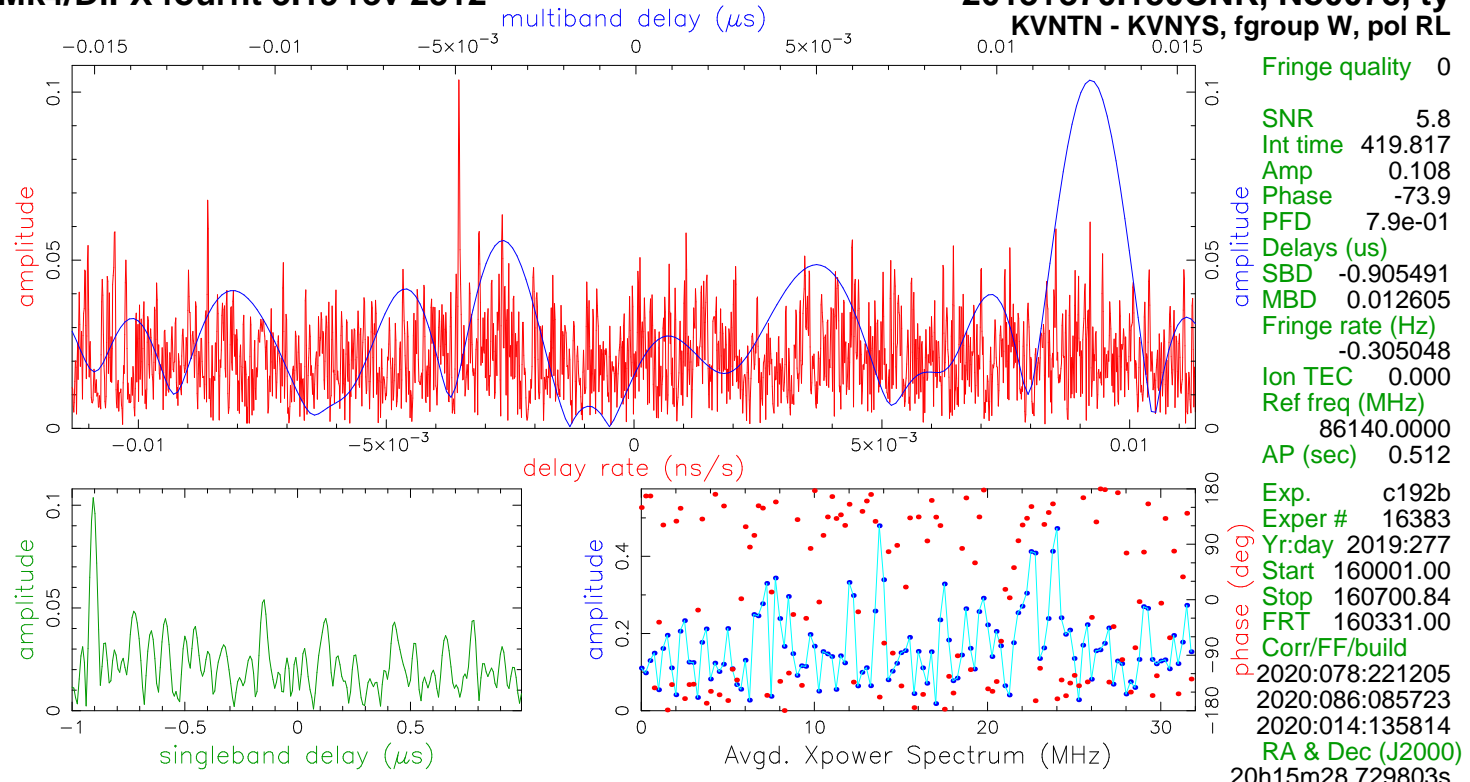 multiband delay (μs)
KVNTN - KVNYS, fgroup W, pol RL
−0.015 −0.01 −5×10⁻³ 0 5×10⁻³ 0.01 0.015
amplitude
0 0.05 0.1
amplitude
0 0.05 0.1
−0.01 −5×10⁻³ 0 5×10⁻³ 0.01
delay rate (ns/s)
amplitude
0 0.05 0.1
−1 −0.5 0 0.5
singleband delay (μs)
amplitude
0 0.2 0.4
0 10 20 30
Avgd. Xpower Spectrum (MHz)
phase (deg)
−180 −90 0 90 180
Fringe quality 0
SNR 5.8
Int time 419.817
Amp 0.108
Phase -73.9
PFD 7.9e-01
Delays (us)
SBD -0.905491
MBD 0.012605
Fringe rate (Hz)
-0.305048
Ion TEC 0.000
Ref freq (MHz)
86140.0000
AP (sec) 0.512
Exp. c192b
Exper # 16383
Yr:day 2019:277
Start 160001.00
Stop 160700.84
FRT 160331.00
Corr/FF/build
2020:078:221205
2020:086:085723
2020:014:135814
RA & Dec (J2000)
20h15m28.729803s